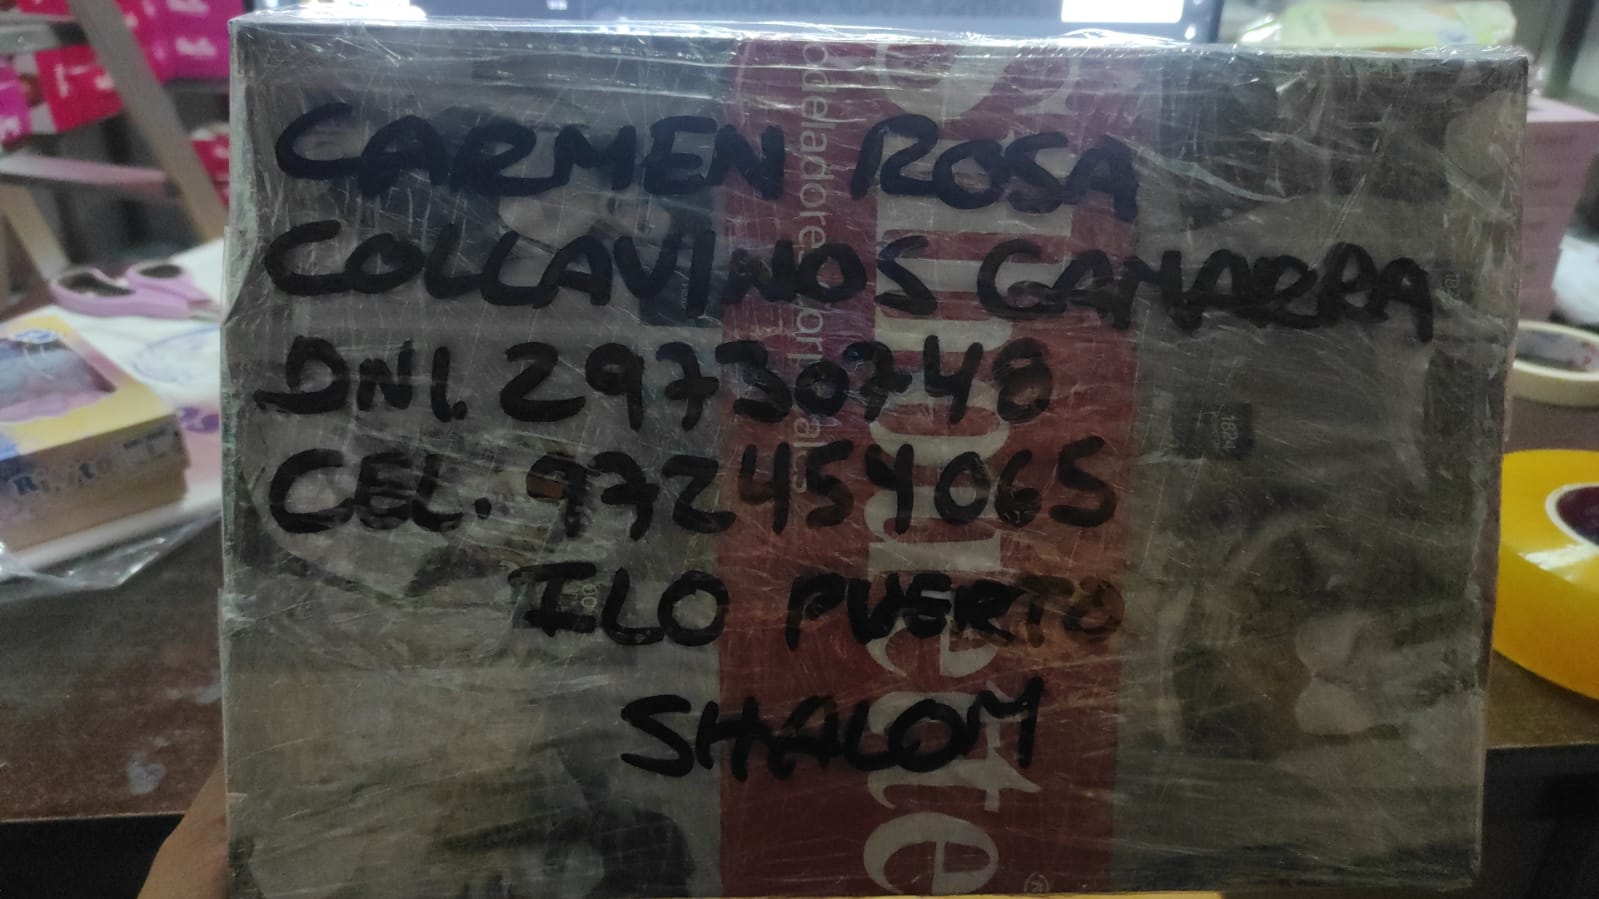 CARMEN ROSA
COLLAVINOS GAMARRA
DNI. 29730748
CEL. 972454065
ILO PUERTO
SHALOM